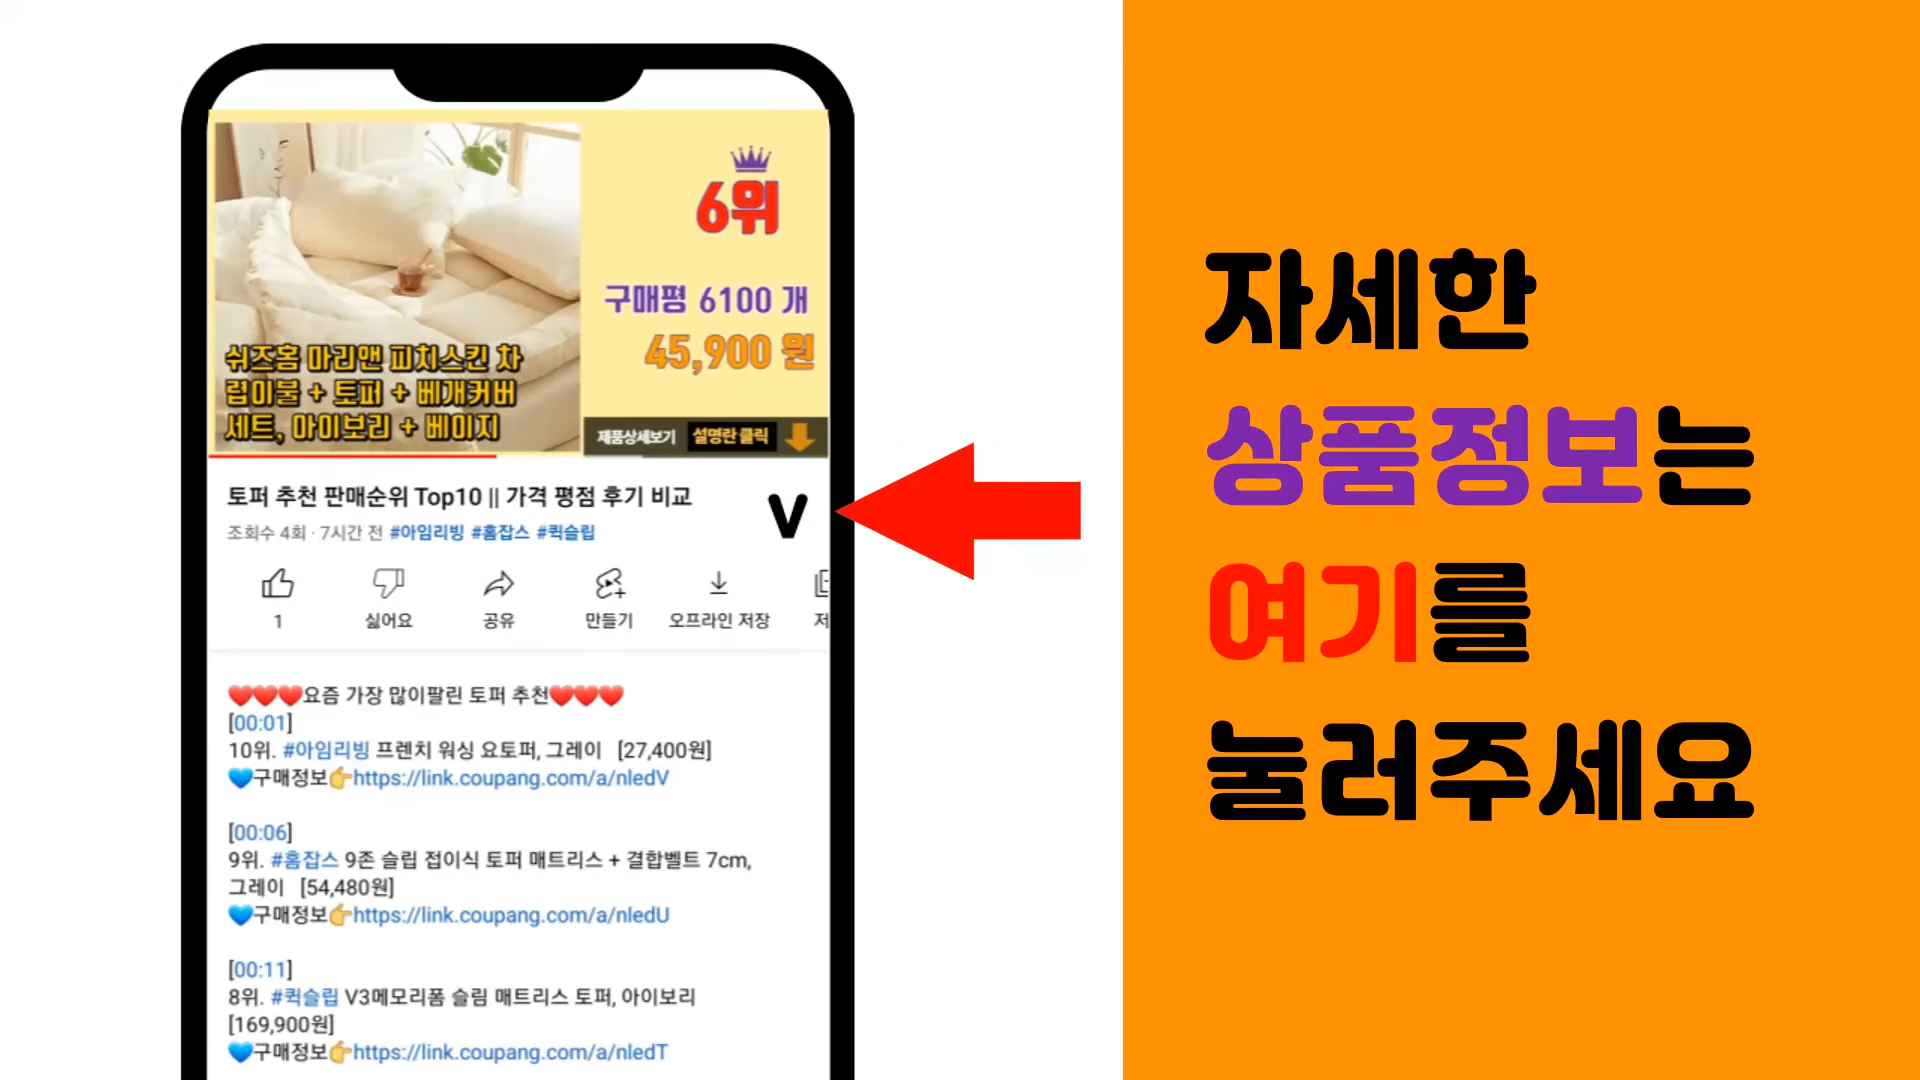 6위
구매평 6100 개
45,900 원
쉬즈홈 마리앤 피치스킨 차
렵이불 + 토퍼 + 베개커버
세트, 아이보리 + 베이지
제품상세보기 설명란 클릭
토퍼 추천 판매순위 Top10 || 가격 평점 후기 비교
V
조회수 4회 · 7시간 전 #아임리빙 #홈잡스 #퀵슬립
1 싫어요 공유 만들기 오프라인 저장 저
❤️❤️❤️요즘 가장 많이팔린 토퍼 추천❤️❤️❤️
[00:01]
10위. #아임리빙 프렌치 워싱 요토퍼, 그레이 [27,400원]
💙구매정보👉https://link.coupang.com/a/nledV
[00:06]
9위. #홈잡스 9존 슬립 접이식 토퍼 매트리스 + 결합벨트 7cm,
그레이 [54,480원]
💙구매정보👉https://link.coupang.com/a/nledU
[00:11]
8위. #퀵슬립 V3메모리폼 슬림 매트리스 토퍼, 아이보리
[169,900원]
💙구매정보👉https://link.coupang.com/a/nledT
자세한
상품정보는
여기를
눌러주세요